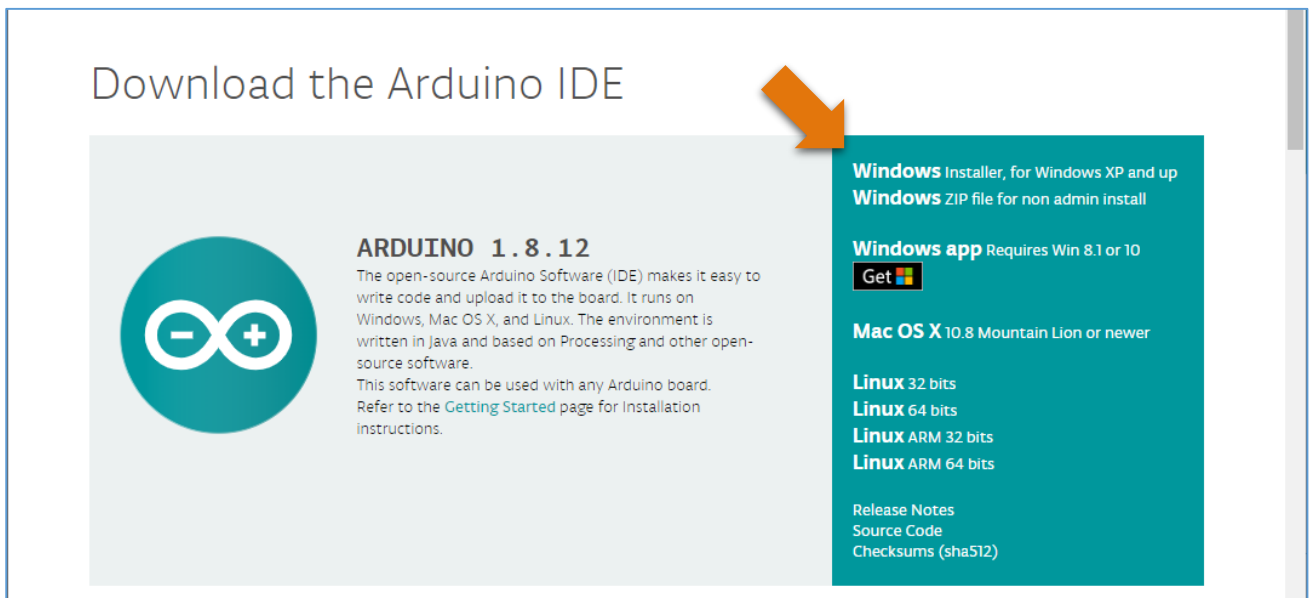 Download the Arduino IDE
ARDUINO 1.8.12
The open-source Arduino Software (IDE) makes it easy to
write code and upload it to the board. It runs on
Windows, Mac OS X, and Linux. The environment is
written in Java and based on Processing and other open-
source software.
This software can be used with any Arduino board.
Refer to the Getting Started page for Installation
instructions.
Windows Installer, for Windows XP and up
Windows ZIP file for non admin install
Windows app Requires Win 8.1 or 10
Get
Mac OS X 10.8 Mountain Lion or newer
Linux 32 bits
Linux 64 bits
Linux ARM 32 bits
Linux ARM 64 bits
Release Notes
Source Code
Checksums (sha512)